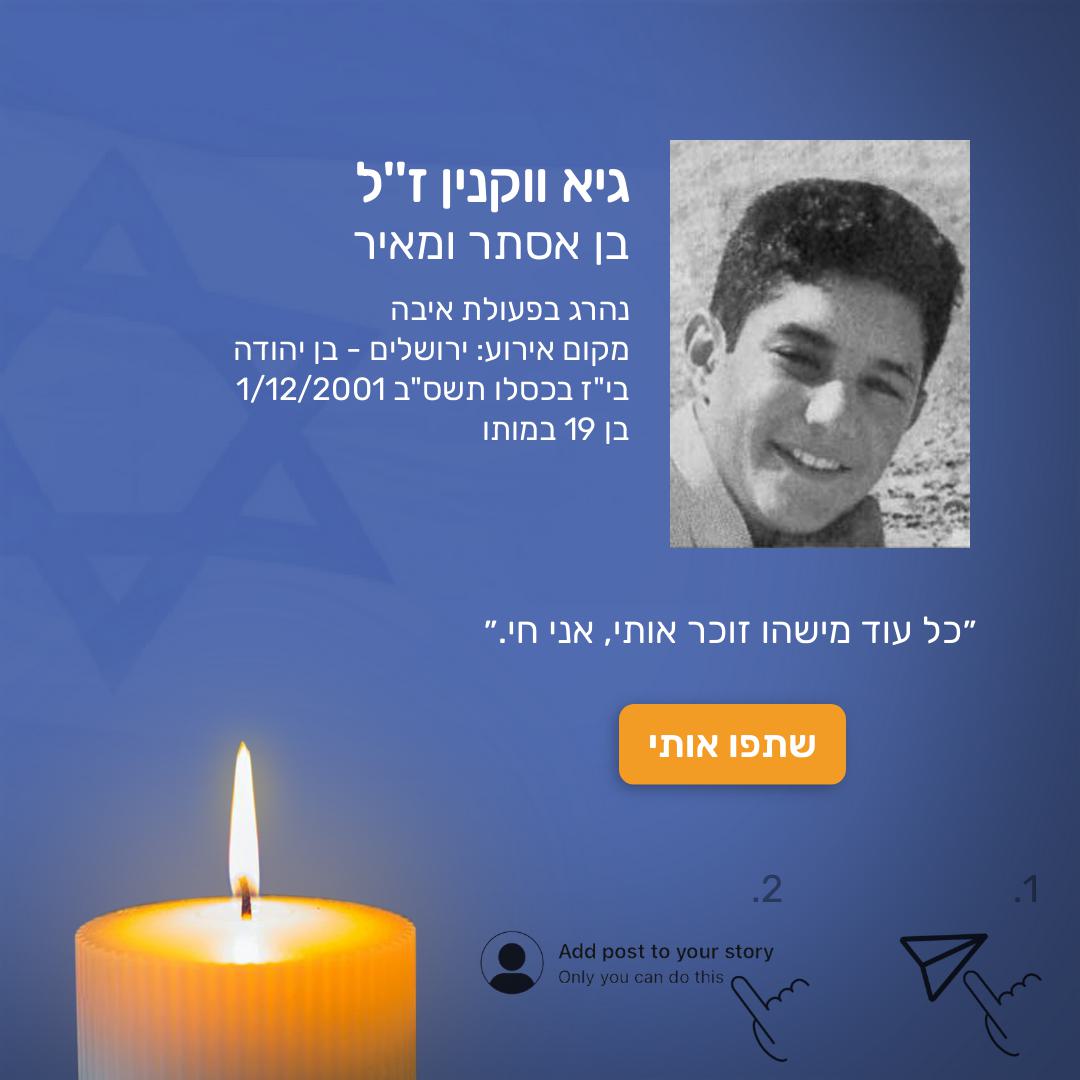 גיא ווקנין ז"ל
בן אסתר ומאיר
נהרג בפעולת איבה
מקום אירוע: ירושלים - בן יהודה
בי"ז בכסלו תשס"ב 1/12/2001
בן 19 במותו
״כל עוד מישהו זוכר אותי, אני חי.״
שתפו אותי
.1
.2
Add post to your story
Only you can do this